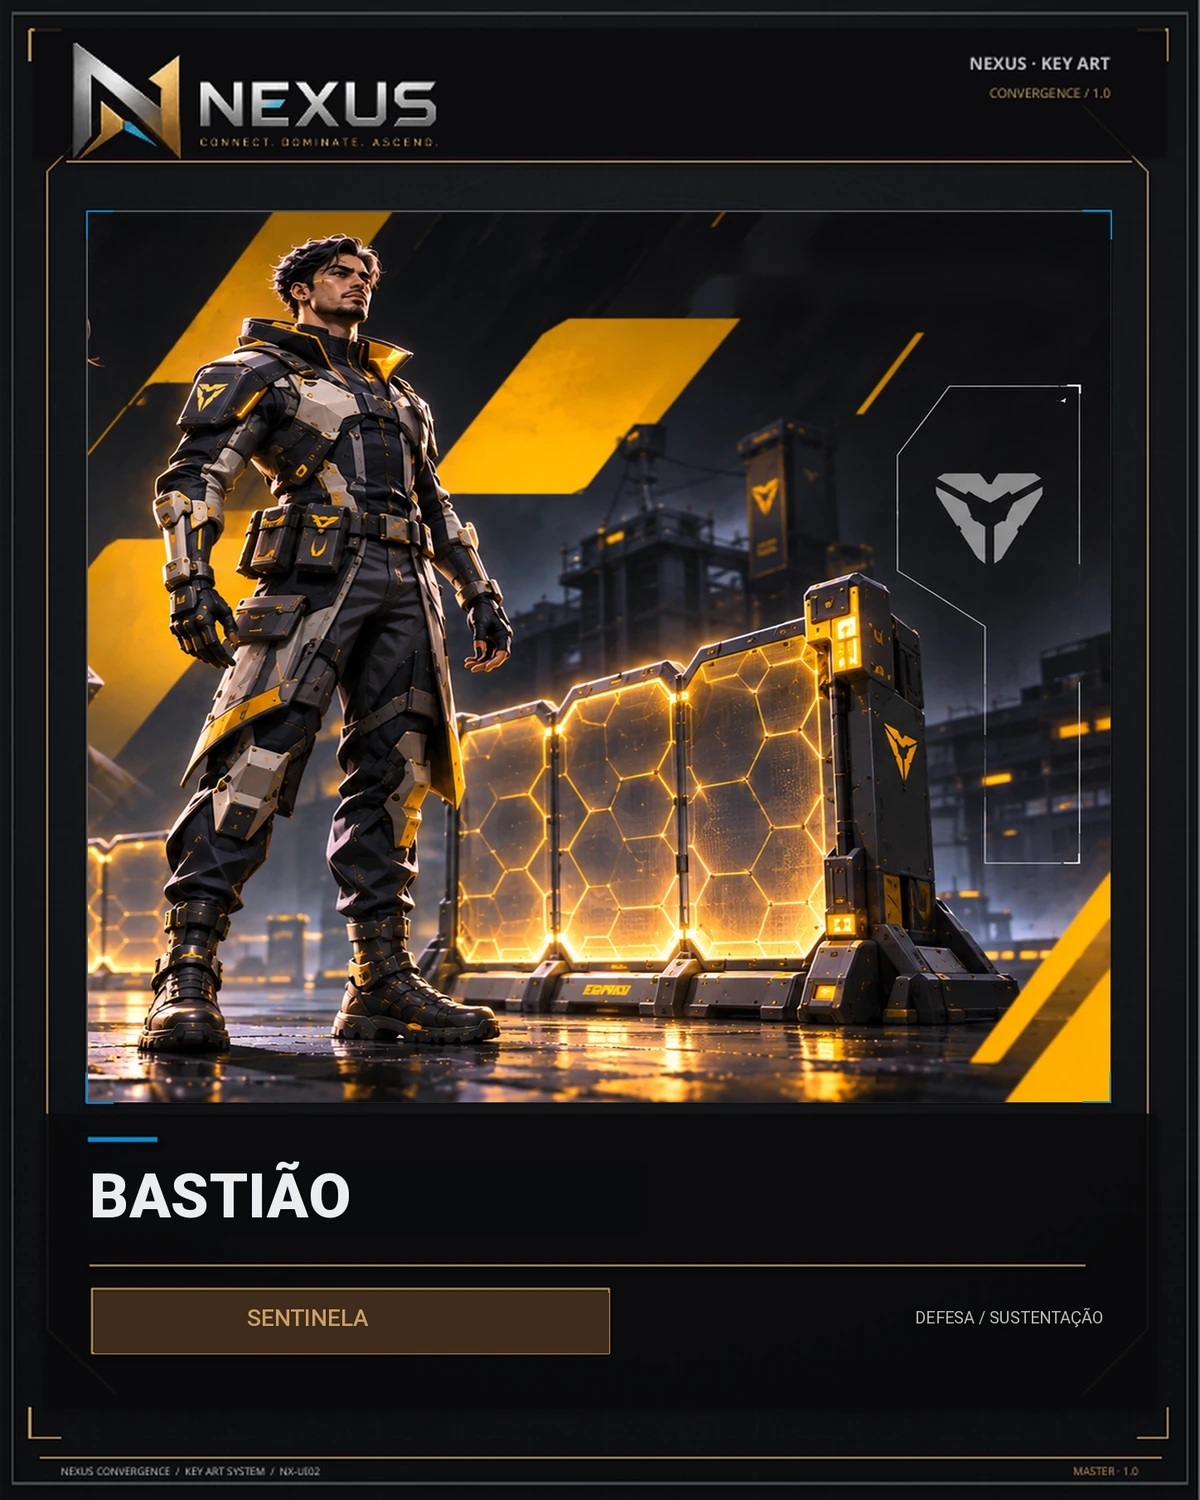 NEXUS
CONNECT. DOMINATE. ASCEND.
NEXUS · KEY ART
CONVERGENCE / 1.0
BASTIÃO
SENTINELA
DEFESA / SUSTENTAÇÃO
NEXUS CONVERGENCE / KEY ART SYSTEM / NX-UI02
MASTER · 1.0